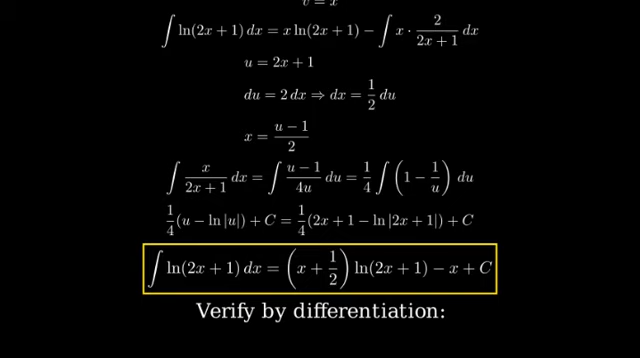 v = x
∫ ln(2x + 1) dx = x ln(2x + 1) − ∫ x · 2/(2x + 1) dx
u = 2x + 1
du = 2 dx ⇒ dx = 1/2 du
x = (u − 1)/2
∫ x/(2x + 1) dx = ∫ (u − 1)/(4u) du = 1/4 ∫ (1 − 1/u) du
1/4 (u − ln |u|) + C = 1/4 (2x + 1 − ln |2x + 1|) + C
∫ ln(2x + 1) dx = (x + 1/2) ln(2x + 1) − x + C
Verify by differentiation: